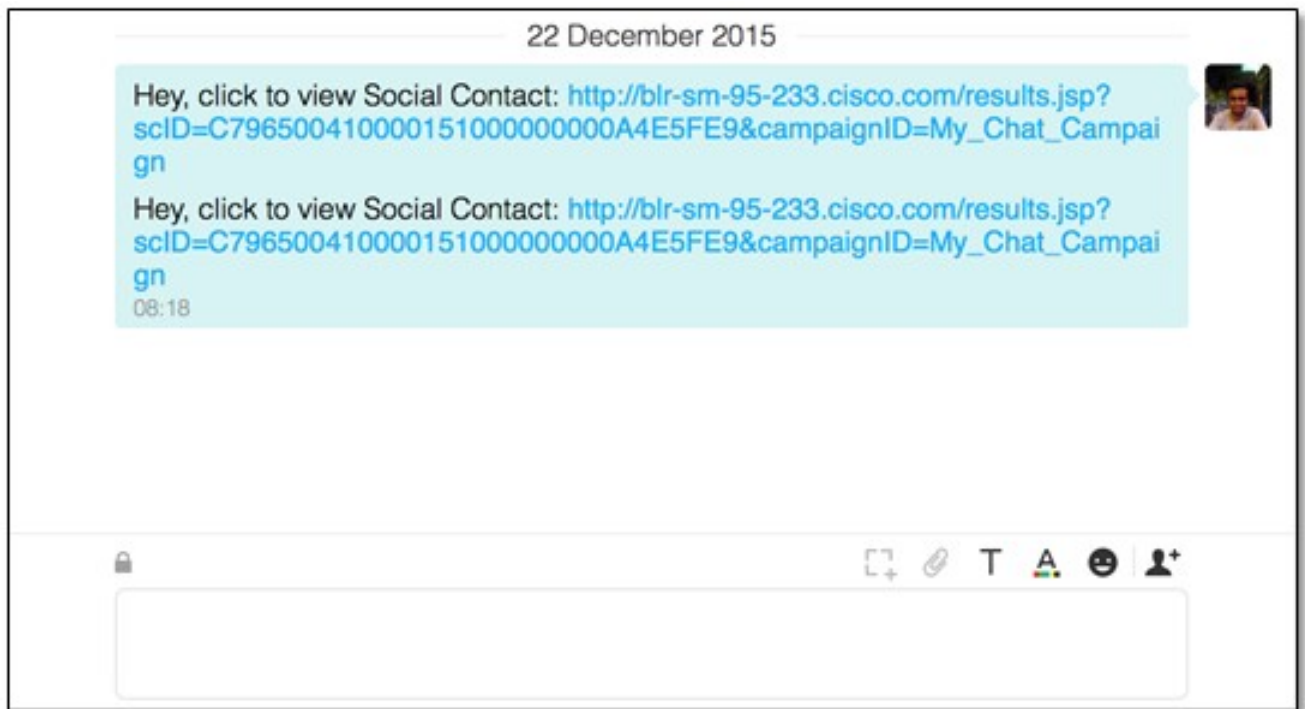 22 December 2015
Hey, click to view Social Contact: http://blr-sm-95-233.cisco.com/results.jsp?
scID=C7965004100001510000000000A4E5FE9&campaignID=My_Chat_Campai
gn
Hey, click to view Social Contact: http://blr-sm-95-233.cisco.com/results.jsp?
scID=C7965004100001510000000000A4E5FE9&campaignID=My_Chat_Campai
gn
08:18
T A